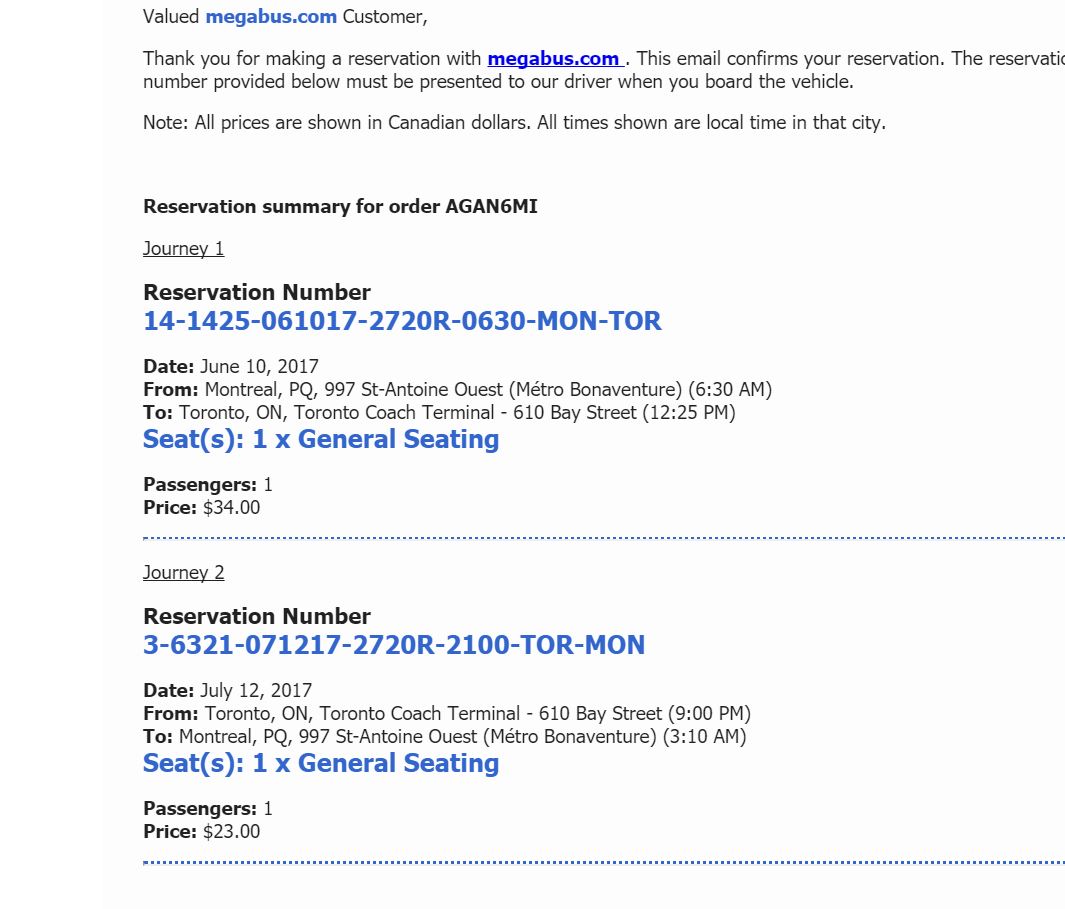 Valued megabus.com Customer,
Thank you for making a reservation with megabus.com . This email confirms your reservation. The
number provided below must be presented to our driver when you board the vehicle.
Note: All prices are shown in Canadian dollars. All times shown are local time in that city.
Reservation summary for order AGAN6MI
Journey 1
Reservation Number
14-1425-061017-2720R-0630-MON-TOR
Date: June 10, 2017
From: Montreal, PQ, 997 St-Antoine Ouest (Métro Bonaventure) (6:30 AM)
To: Toronto, ON, Toronto Coach Terminal - 610 Bay Street (12:25 PM)
Seat(s): 1 x General Seating
Passengers: 1
Price: $34.00
Journey 2
Reservation Number
3-6321-071217-2720R-2100-TOR-MON
Date: July 12, 2017
From: Toronto, ON, Toronto Coach Terminal - 610 Bay Street (9:00 PM)
To: Montreal, PQ, 997 St-Antoine Ouest (Métro Bonaventure) (3:10 AM)
Seat(s): 1 x General Seating
Passengers: 1
Price: $23.00